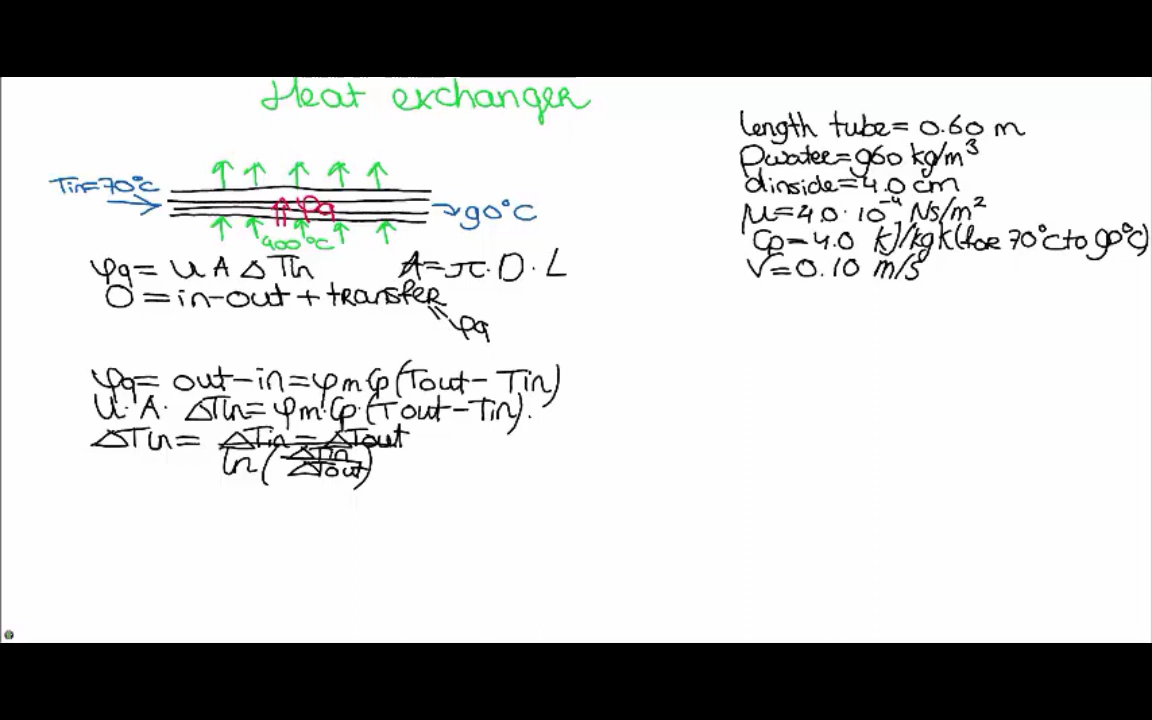 Heat exchanger
Tin=70°C
φq
90°C
400°C
φq= U A Δ Tln
A=π·D·L
0 = in-out + transfer
φq
φq= out-in=φm Cp (Tout- Tin)
U· A· ΔTln= φm·Cp·(Tout-Tin).
ΔTln= ΔTin-ΔTout
ln (ΔTin
ΔTout)
length tube= 0.60 m
ρwater=960 kg/m³
dinside=4.0 cm
μ=4.0·10⁻⁴ Ns/m²
Cp=4.0 kJ/kg K(for 70°C to 90°C)
V=0.10 m/s